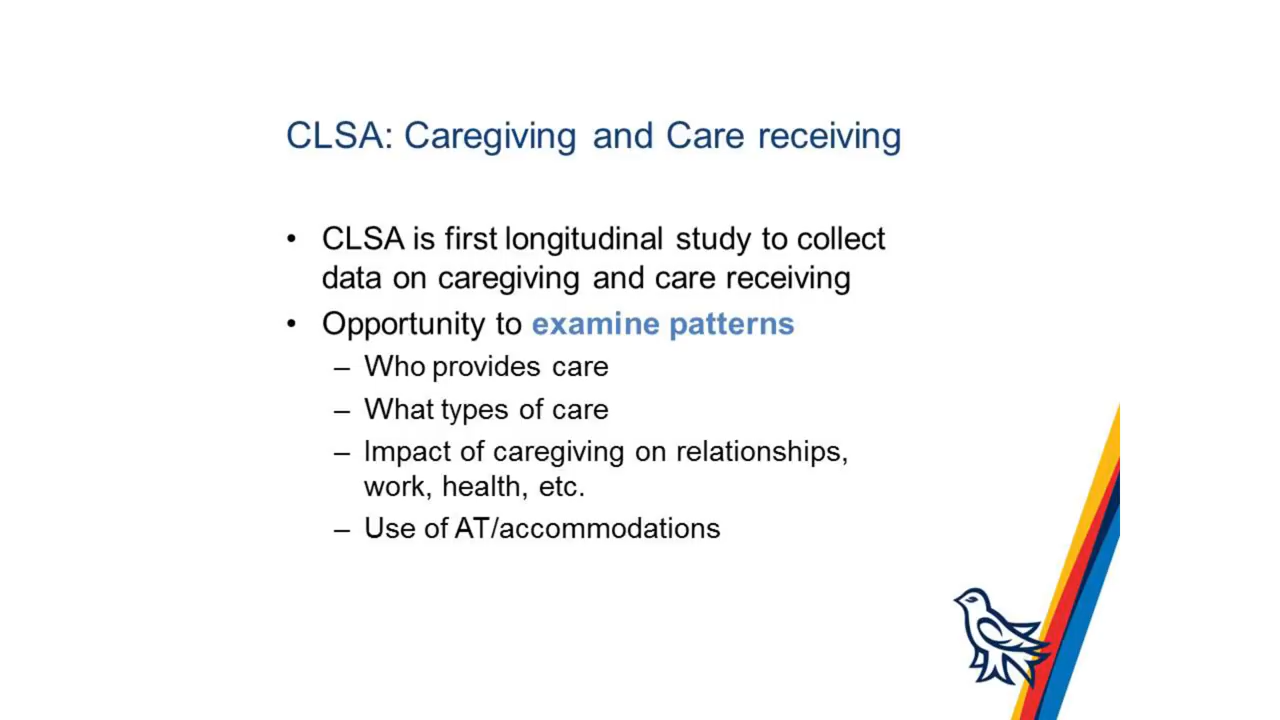 CLSA: Caregiving and Care receiving
• CLSA is first longitudinal study to collect
data on caregiving and care receiving
• Opportunity to examine patterns
– Who provides care
– What types of care
– Impact of caregiving on relationships,
work, health, etc.
– Use of AT/accommodations